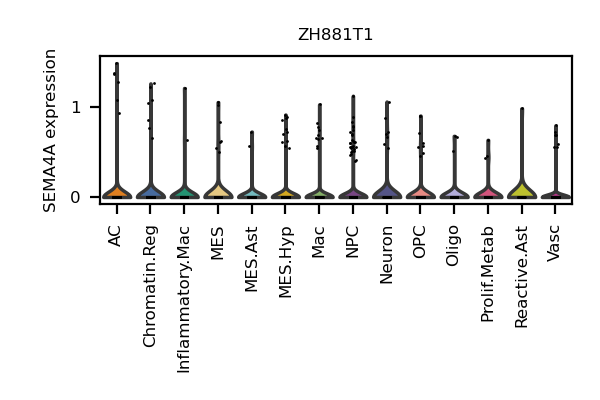 ZH881T1
SEMA4A expression
1
0
AC
Chromatin.Reg
Inflammatory.Mac
MES
MES.Ast
MES.Hyp
Mac
NPC
Neuron
OPC
Oligo
Prolif.Metab
Reactive.Ast
Vasc